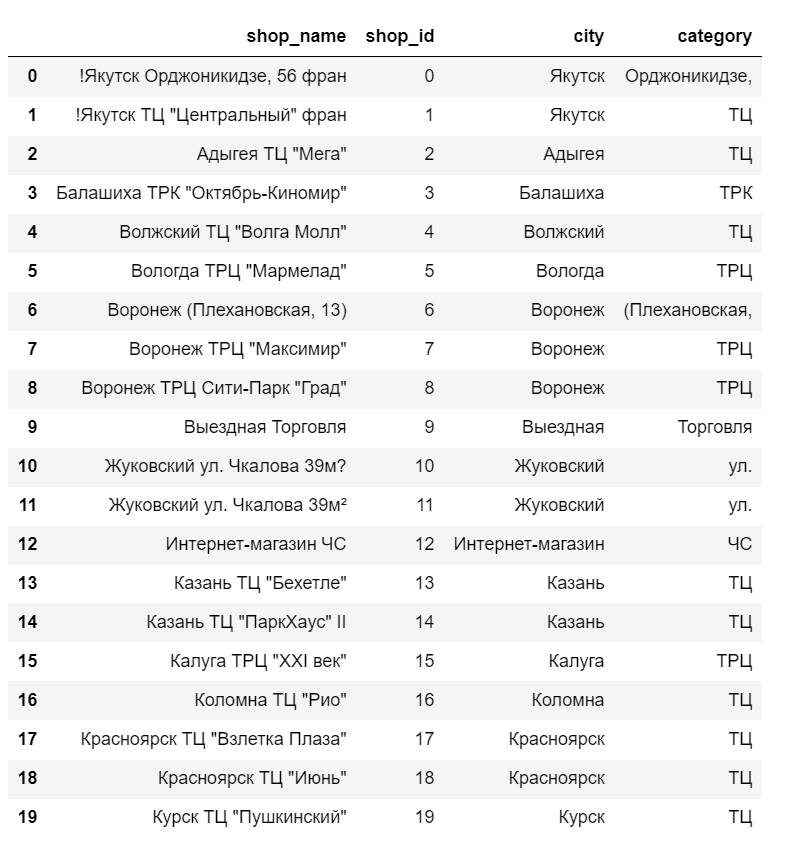 shop_name shop_id city category
0 !Якутск Орджоникидзе, 56 фран 0 Якутск Орджоникидзе,
1 !Якутск ТЦ "Центральный" фран 1 Якутск ТЦ
2 Адыгея ТЦ "Мега" 2 Адыгея ТЦ
3 Балашиха ТРК "Октябрь-Киномир" 3 Балашиха ТРК
4 Волжский ТЦ "Волга Молл" 4 Волжский ТЦ
5 Вологда ТРЦ "Мармелад" 5 Вологда ТРЦ
6 Воронеж (Плехановская, 13) 6 Воронеж (Плехановская,
7 Воронеж ТРЦ "Максимир" 7 Воронеж ТРЦ
8 Воронеж ТРЦ Сити-Парк "Град" 8 Воронеж ТРЦ
9 Выездная Торговля 9 Выездная Торговля
10 Жуковский ул. Чкалова 39м? 10 Жуковский ул.
11 Жуковский ул. Чкалова 39м² 11 Жуковский ул.
12 Интернет-магазин ЧС 12 Интернет-магазин ЧС
13 Казань ТЦ "Бехетле" 13 Казань ТЦ
14 Казань ТЦ "ПаркХаус" II 14 Казань ТЦ
15 Калуга ТРЦ "XXI век" 15 Калуга ТРЦ
16 Коломна ТЦ "Рио" 16 Коломна ТЦ
17 Красноярск ТЦ "Взлетка Плаза" 17 Красноярск ТЦ
18 Красноярск ТЦ "Июнь" 18 Красноярск ТЦ
19 Курск ТЦ "Пушкинский" 19 Курск ТЦ